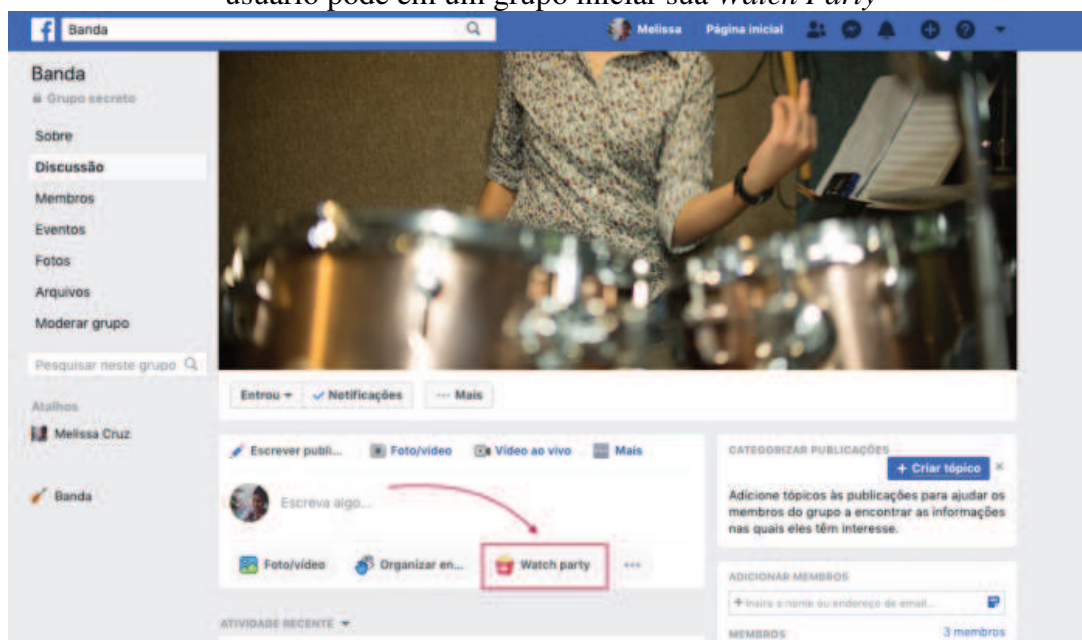 usuário pode em um grupo iniciar sua Watch Party
f Banda Melissa Página inicial
Banda
Grupo secreto
Sobre
Discussão
Membros
Eventos
Fotos
Arquivos
Moderar grupo
Pesquisar neste grupo
Atalhos
Melissa Cruz
Banda
Entrou Notificações ··· Mais
Escrever publi... Foto/vídeo Vídeo ao vivo Mais
Escreva algo...
Foto/vídeo Organizar en... Watch party ···
ATIVIDADE RECENTE
CATEGORIZAR PUBLICAÇÕES
+ Criar tópico ×
Adicione tópicos às publicações para ajudar os
membros do grupo a encontrar as informações
nas quais eles têm interesse.
ADICIONAR MEMBROS
+ Insira o nome ou endereço de email...
MEMBROS 3 membros